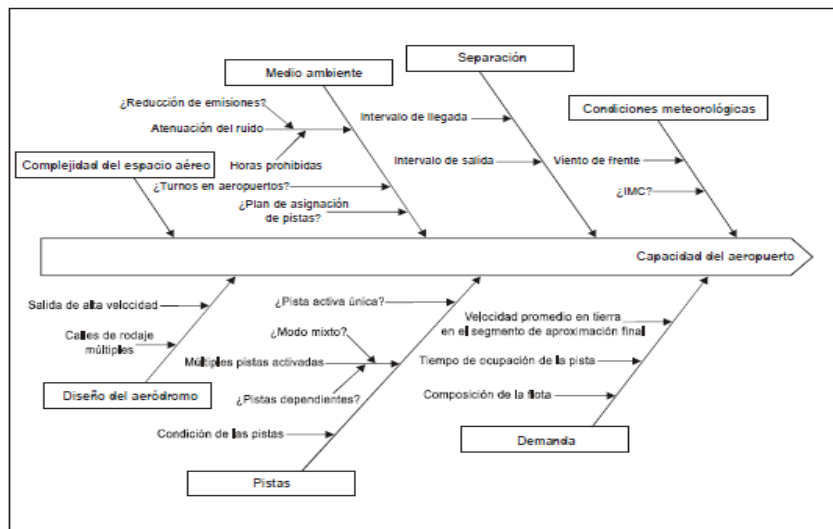 Separación
Medio ambiente
¿Reducción de emisiones?
Atenuación del ruido
Intervalo de llegada
Condiciones meteorológicas
Complejidad del espacio aéreo
Horas prohibidas
Intervalo de salida
Viento de frente
¿Turnos en aeropuertos?
¿IMC?
¿Plan de asignación
de pistas?
Capacidad del aeropuerto
Salida de alta velocidad
¿Pista activa única?
Velocidad promedio en tierra
en el segmento de aproximación final
Calles de rodaje
múltiples
¿Modo mixto?
Múltiples pistas activadas
Tiempo de ocupación de la pista
Diseño del aeródromo
¿Pistas dependientes?
Composición de la flota
Condición de las pistas
Demanda
Pistas